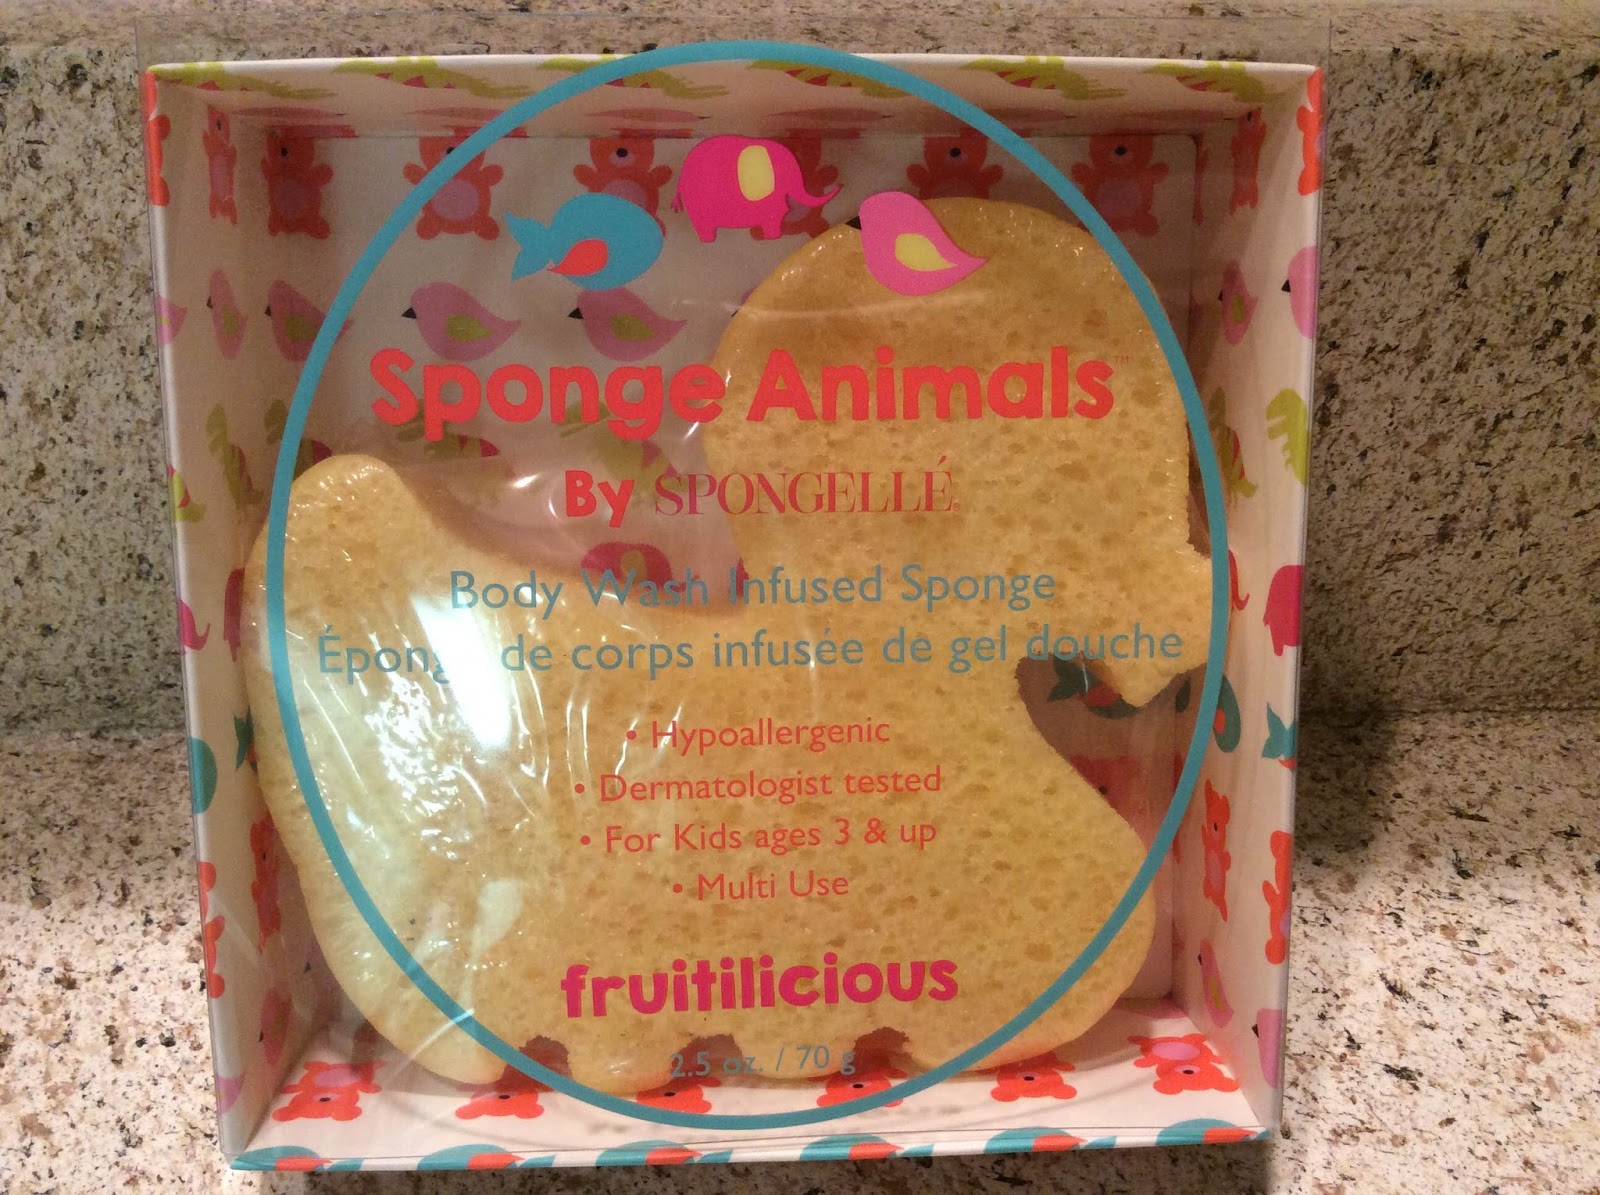 Sponge Animals™
By SPONGELLÉ®
Body Wash Infused Sponge
Éponge de corps infusée de gel douche
• Hypoallergenic
• Dermatologist tested
• For Kids ages 3 & up
• Multi Use
fruitilicious
2.5 oz. / 70 g